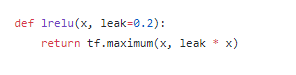 def lrelu(x, leak=0.2):
    return tf.maximum(x, leak * x)